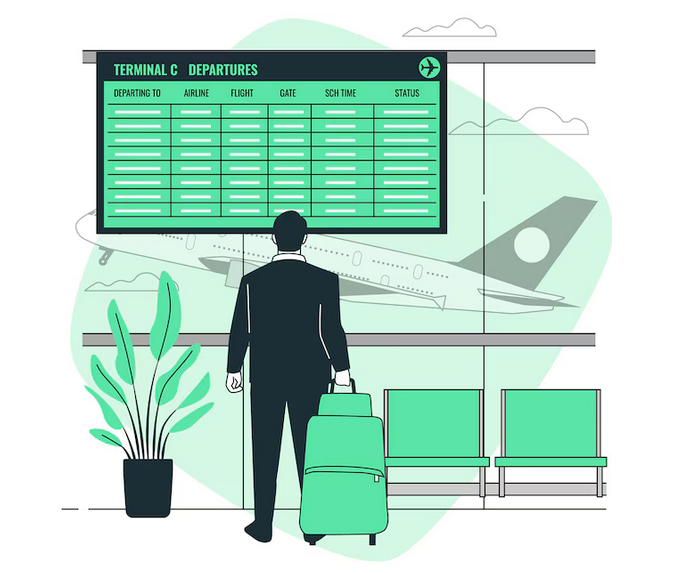 TERMINAL C DEPARTURES
DEPARTING TO AIRLINE FLIGHT GATE SCH TIME STATUS